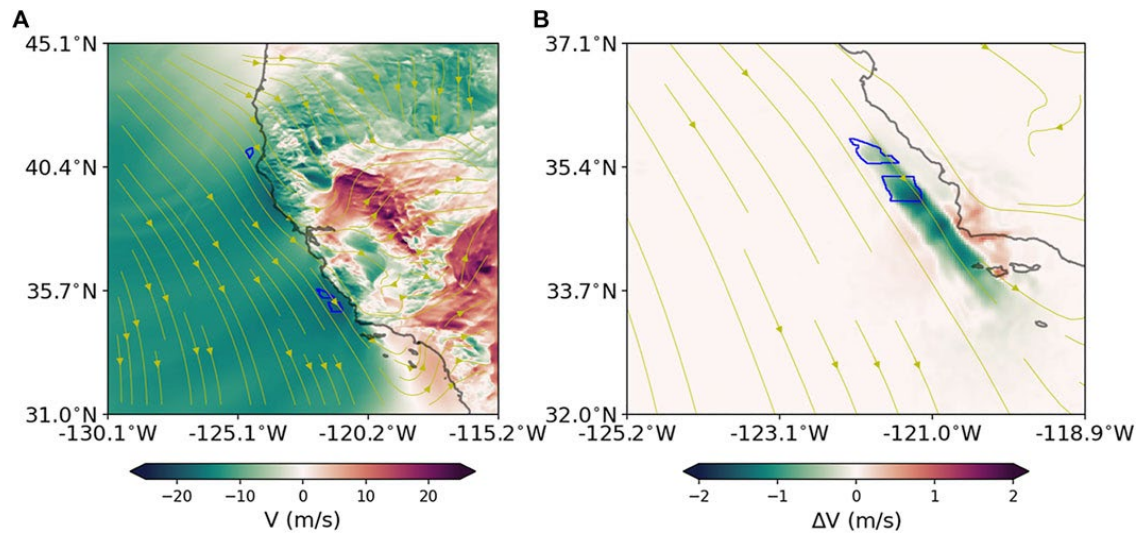 A
B
45.1°N
40.4°N
35.7°N
31.0°N
-130.1°W -125.1°W -120.2°W -115.2°W
−20 −10 0 10 20
V (m/s)
37.1°N
35.4°N
33.7°N
32.0°N
-125.2°W -123.1°W -121.0°W -118.9°W
−2 −1 0 1 2
ΔV (m/s)